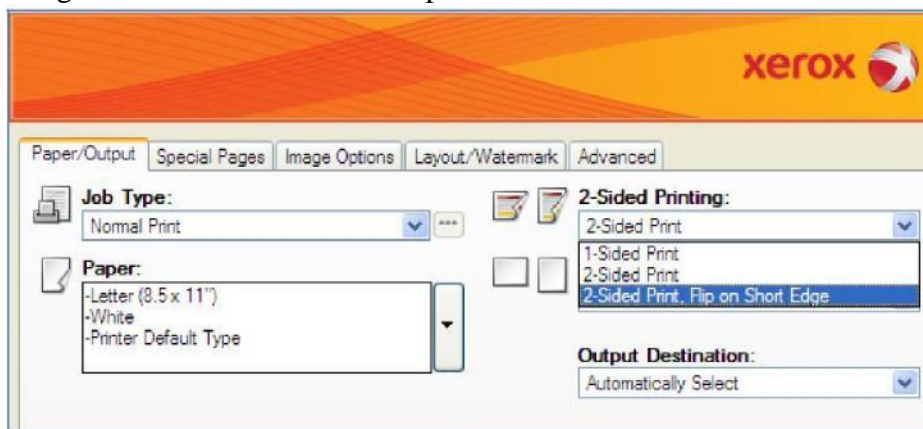 xerox
Paper/Output Special Pages Image Options Layout/Watermark Advanced
Job Type:
Normal Print
Paper:
-Letter (8.5 x 11")
-White
-Printer Default Type
2-Sided Printing:
2-Sided Print
1-Sided Print
2-Sided Print
2-Sided Print, Flip on Short Edge
Output Destination:
Automatically Select